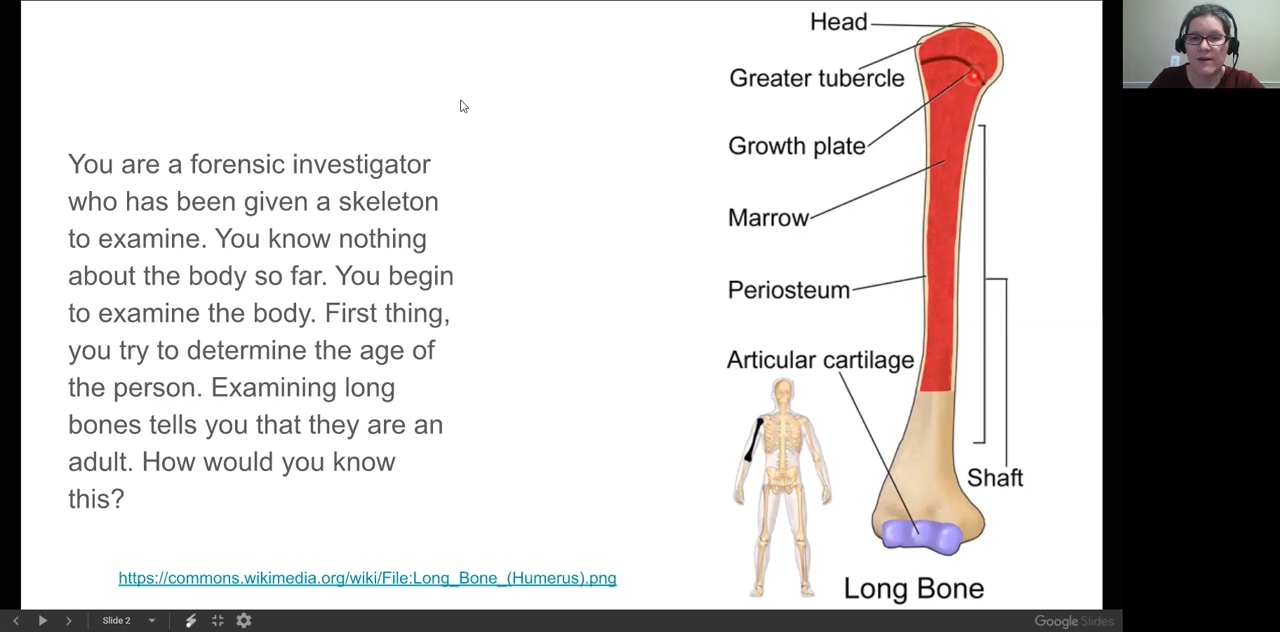 You are a forensic investigator
who has been given a skeleton
to examine. You know nothing
about the body so far. You begin
to examine the body. First thing,
you try to determine the age of
the person. Examining long
bones tells you that they are an
adult. How would you know
this?
https://commons.wikimedia.org/wiki/File:Long_Bone_(Humerus).png
Head
Greater tubercle
Growth plate
Marrow
Periosteum
Articular cartilage
Shaft
Long Bone
Slide 2
Google Slides